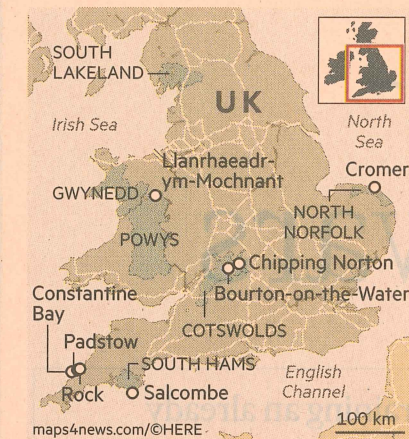 SOUTH
LAKELAND
UK
Irish Sea
North
Sea
Llanrhaeadr-
ym-Mochnant
Cromer
GWYNEDD
NORTH
NORFOLK
POWYS
Chipping Norton
Bourton-on-the-Water
Constantine
Bay
COTSWOLDS
Padstow
SOUTH HAMS
English
Channel
Rock
Salcombe
100 km
maps4news.com/©HERE